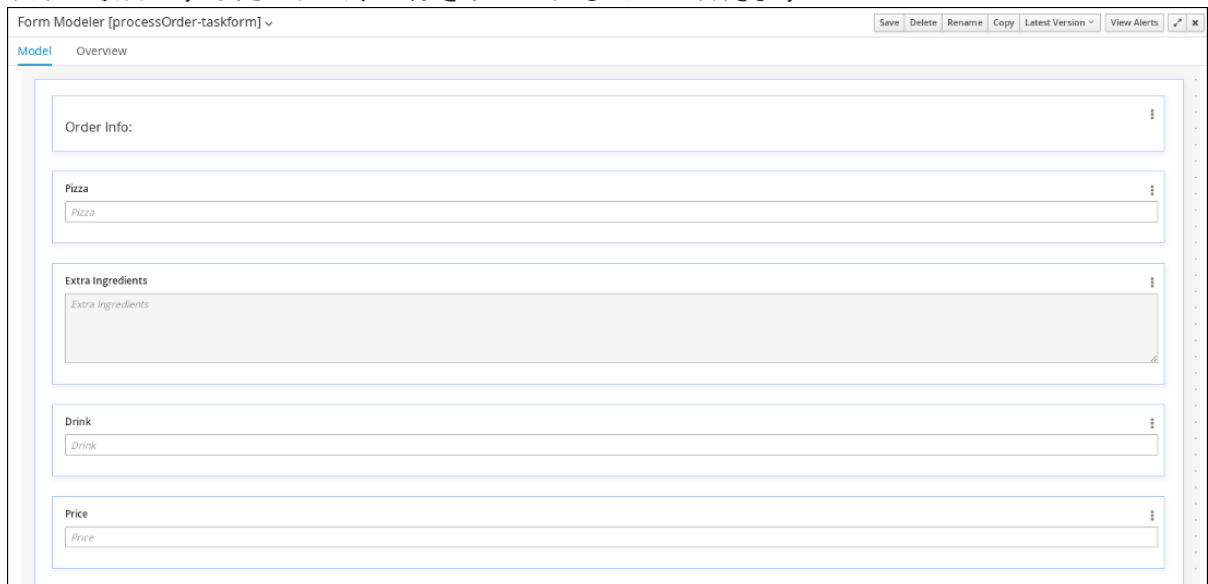 Form Modeler [processOrder-taskform]
Save Delete Rename Copy Latest Version View Alerts
Model Overview
Order Info:
Pizza
Pizza
Extra Ingredients
Extra Ingredients
Drink
Drink
Price
Price